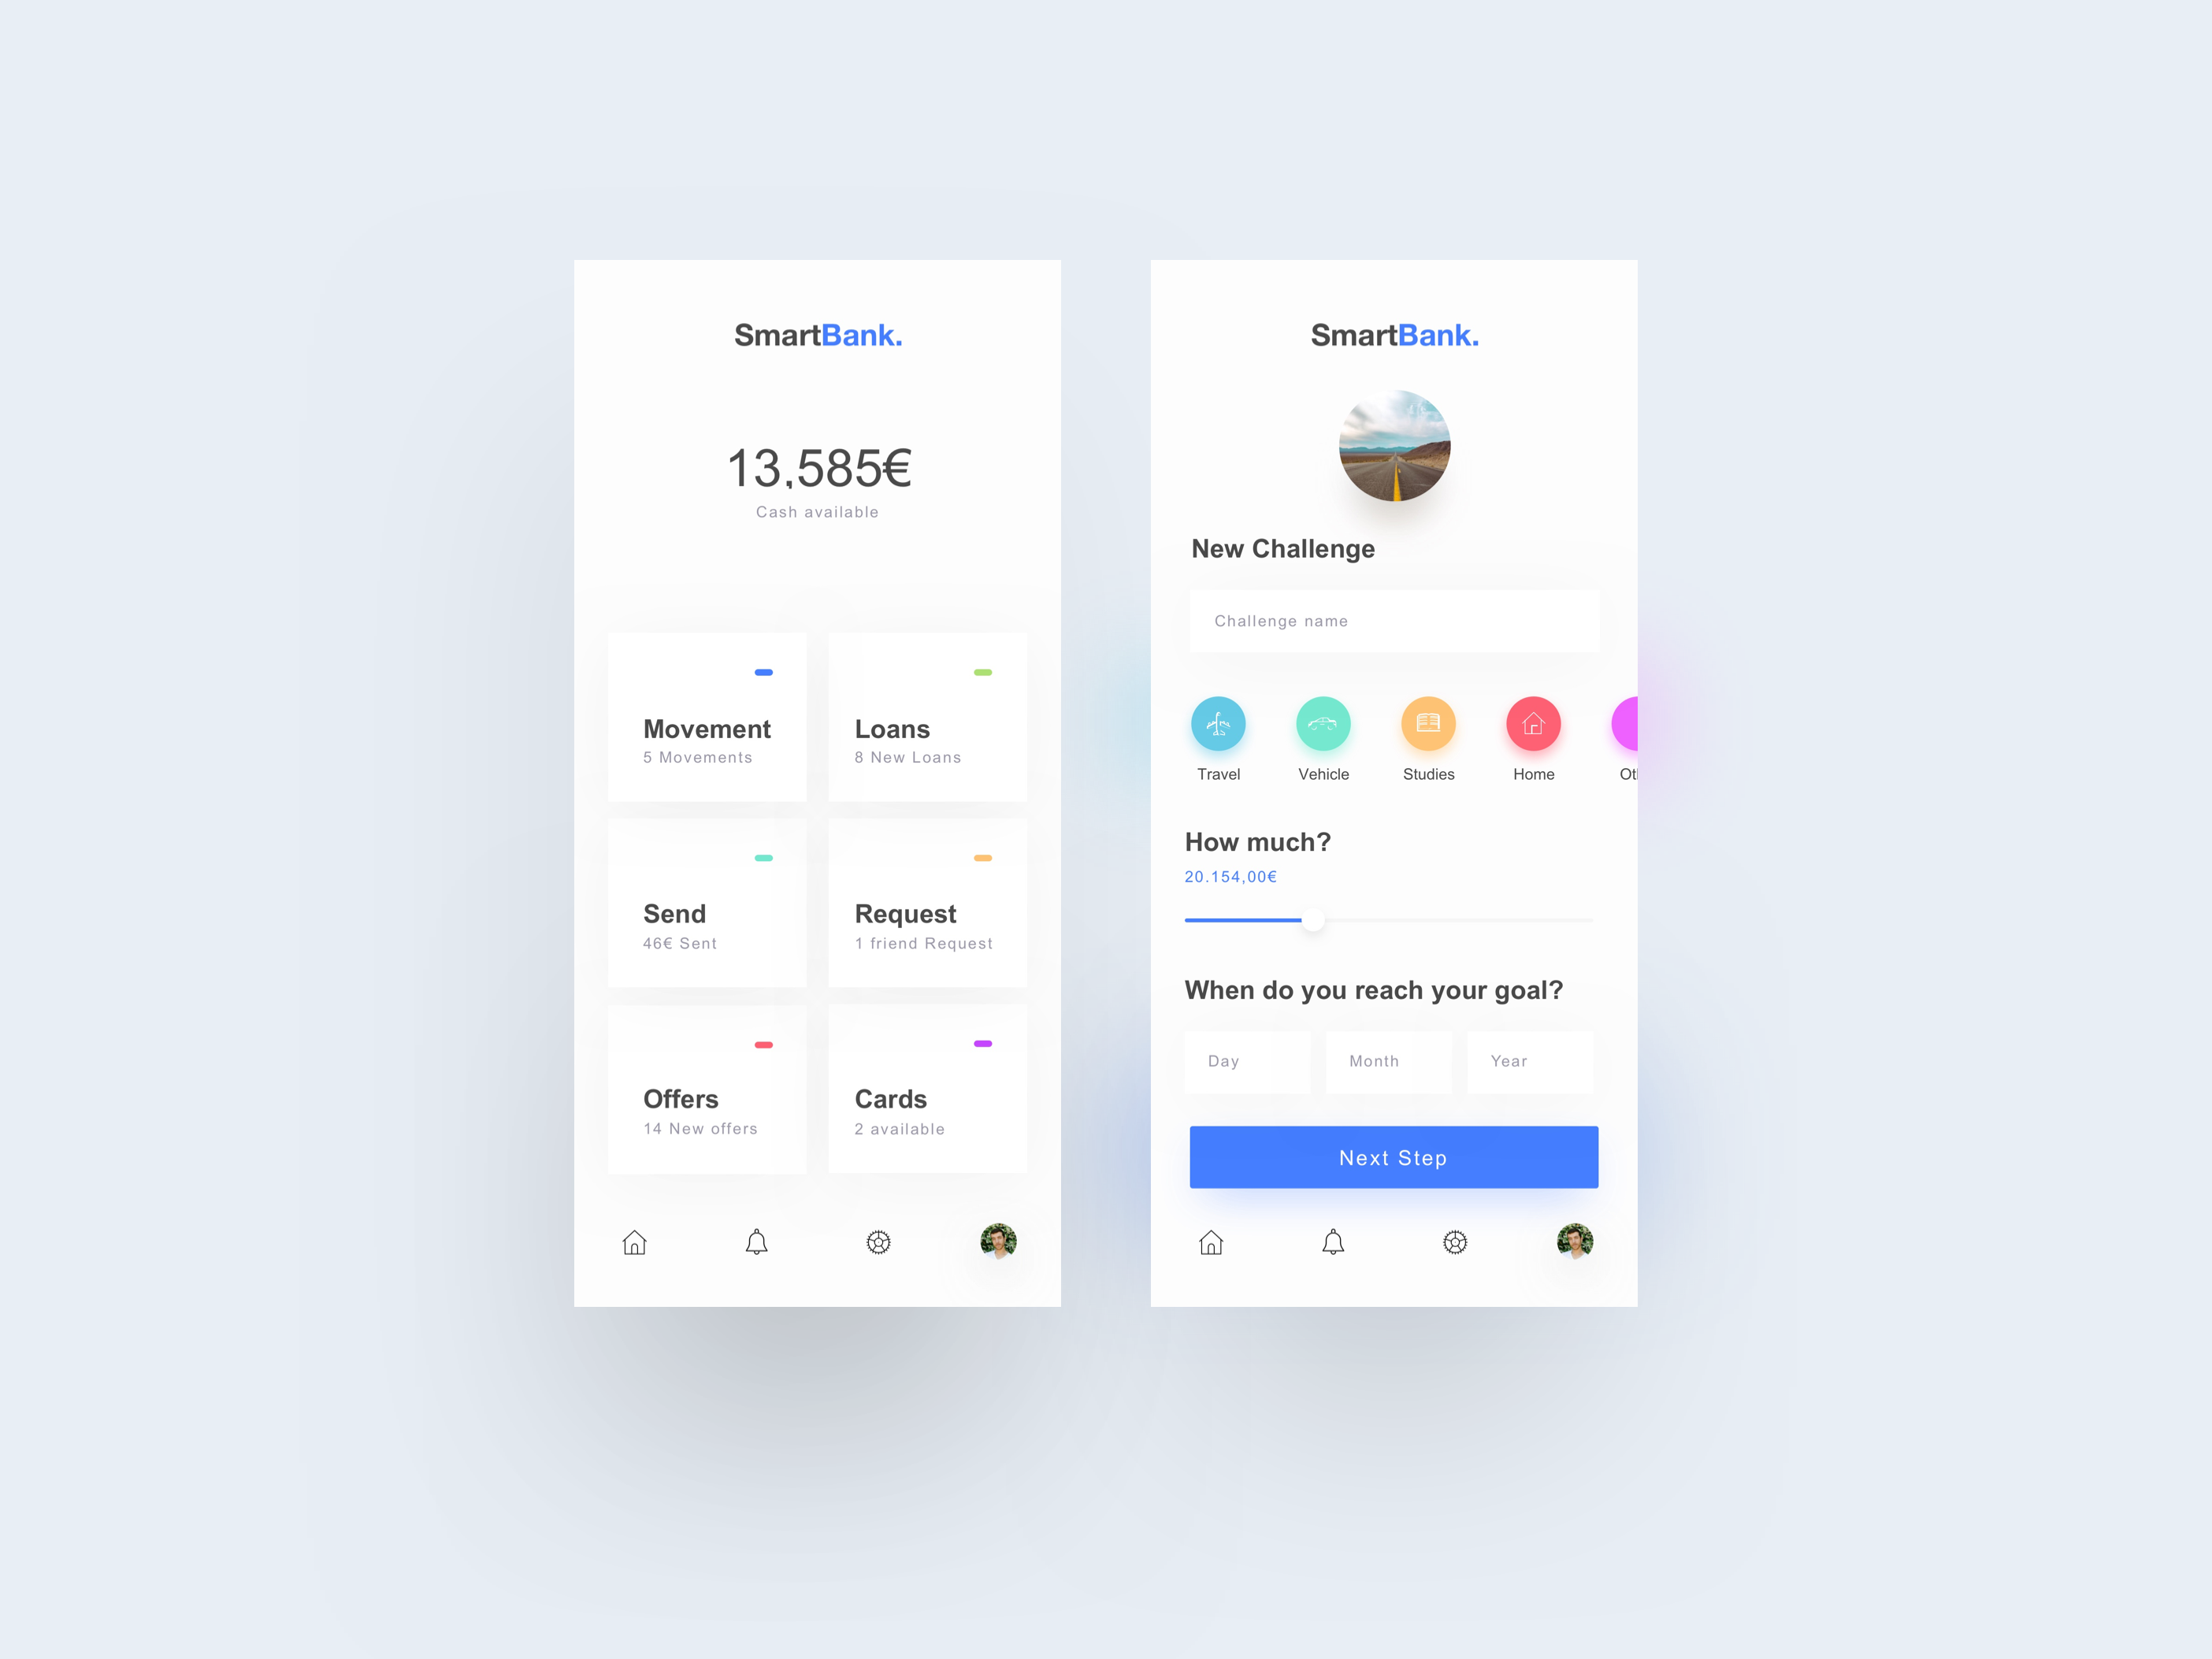 SmartBank.
13,585€
Cash available
Movement
5 Movements
Loans
8 New Loans
Send
46€ Sent
Request
1 friend Request
Offers
14 New offers
Cards
2 available
SmartBank.
New Challenge
Challenge name
Travel Vehicle Studies Home
How much?
20.154,00€
When do you reach your goal?
Day Month Year
Next Step